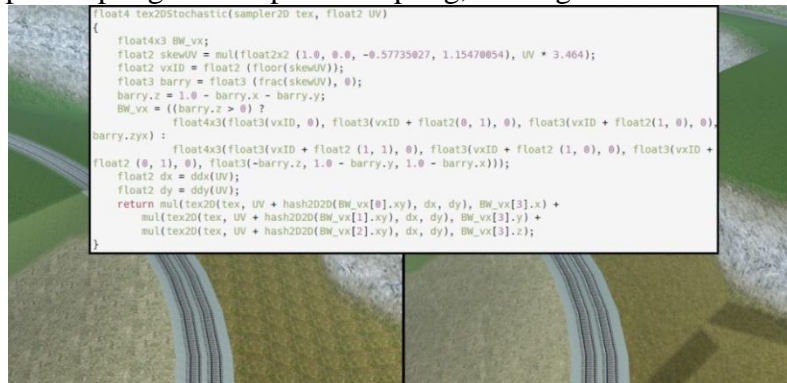 float4 tex2DStochastic(sampler2D tex, float2 UV)
{
float4x3 BW_vx;
float2 skewUV = mul(float2x2 (1.0, 0.0, -0.57735027, 1.15470054), UV * 3.464);
float2 vxID = float2 (floor(skewUV));
float3 barry = float3 (frac(skewUV), 0);
barry.z = 1.0 - barry.x - barry.y;
BW_vx = ((barry.z > 0) ?
float4x3(float3(vxID, 0), float3(vxID + float2(0, 1), 0), float3(vxID + float2(1, 0), 0),
barry.zyx) :
float4x3(float3(vxID + float2 (1, 1), 0), float3(vxID + float2 (1, 0), 0), float3(vxID +
float2 (0, 1), 0), float3(-barry.z, 1.0 - barry.y, 1.0 - barry.x)));
float2 dx = ddx(UV);
float2 dy = ddy(UV);
return mul(tex2D(tex, UV + hash2D2D(BW_vx[0].xy), dx, dy), BW_vx[3].x) +
mul(tex2D(tex, UV + hash2D2D(BW_vx[1].xy), dx, dy), BW_vx[3].y) +
mul(tex2D(tex, UV + hash2D2D(BW_vx[2].xy), dx, dy), BW_vx[3].z);
}